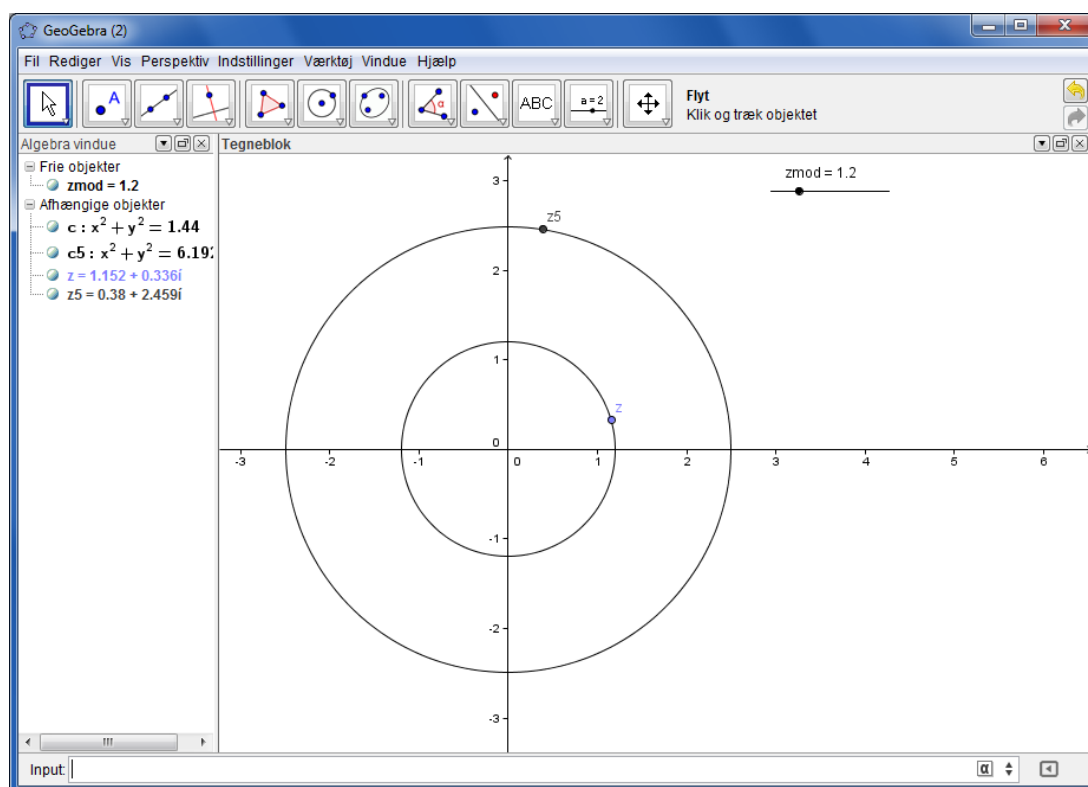 GeoGebra (2)
Fil Rediger Vis Perspektiv Indstillinger Værktøj Vindue Hjælp
A
α
ABC
a=2
Flyt
Klik og træk objektet
Algebra vindue
Tegneblok
Frie objekter
zmod = 1.2
Afhængige objekter
c : x² + y² = 1.44
c5 : x² + y² = 6.192
z = 1.152 + 0.336í
z5 = 0.38 + 2.459í
zmod = 1.2
z5
z
3
2
1
0
-1
-2
-3
-3 -2 -1 0 1 2 3 4 5 6
Input:
α